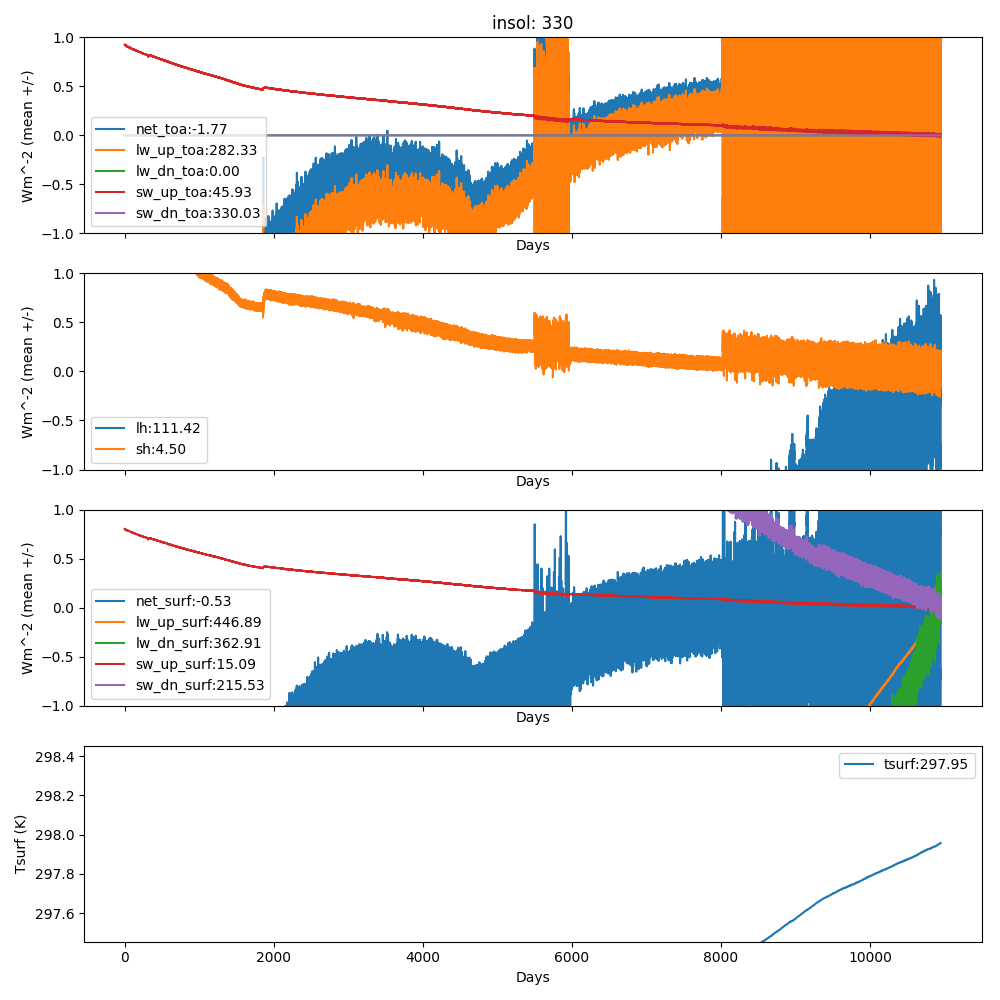 insol: 330
Wm^-2 (mean +/-)
1.0
0.5
0.0
−0.5
−1.0
net_toa:-1.77
lw_up_toa:282.33
lw_dn_toa:0.00
sw_up_toa:45.93
sw_dn_toa:330.03
Days
Wm^-2 (mean +/-)
1.0
0.5
0.0
−0.5
−1.0
lh:111.42
sh:4.50
Days
Wm^-2 (mean +/-)
1.0
0.5
0.0
−0.5
−1.0
net_surf:-0.53
lw_up_surf:446.89
lw_dn_surf:362.91
sw_up_surf:15.09
sw_dn_surf:215.53
Days
Tsurf (K)
298.4
298.2
298.0
297.8
297.6
tsurf:297.95
0 2000 4000 6000 8000 10000
Days